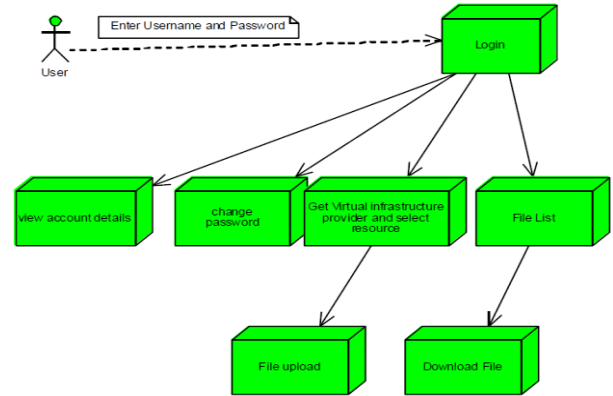 Enter Username and Password
User
Login
view account details
change
password
Get Virtual infrastructure
provider and select
resource
File List
File upload
Download File